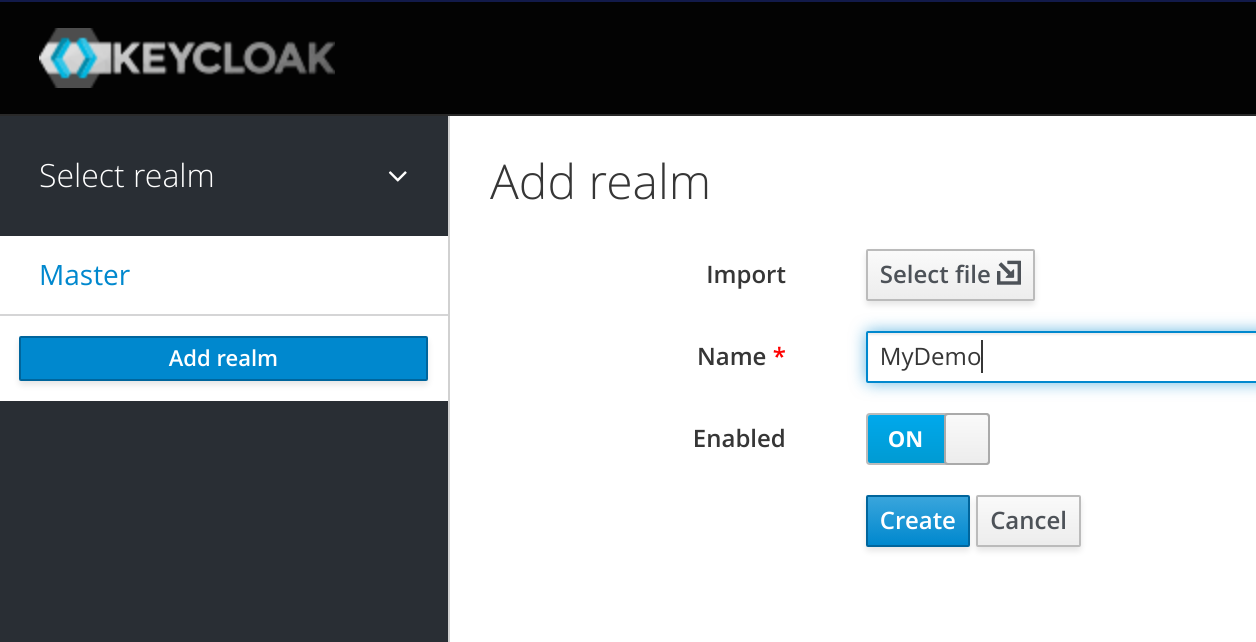 KEYCLOAK
Select realm
Master
Add realm
Add realm
Import Select file
Name * MyDemo
Enabled ON
Create Cancel